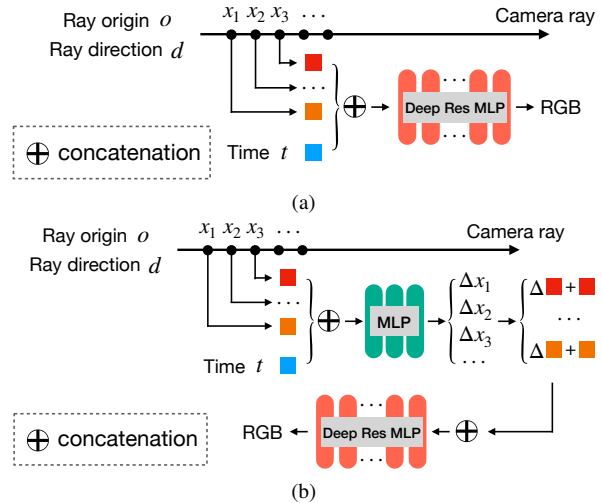 Ray origin o
x₁ x₂ x₃ ...
Camera ray
Ray direction d
...
...
Deep Res MLP
RGB
...
⊕ concatenation
Time t
(a)
Ray origin o
x₁ x₂ x₃ ...
Camera ray
Ray direction d
...
Time t
MLP
Δx₁
Δx₂
Δx₃
...
Δ +
...
Δ +
⊕ concatenation
RGB
...
Deep Res MLP
...
(b)